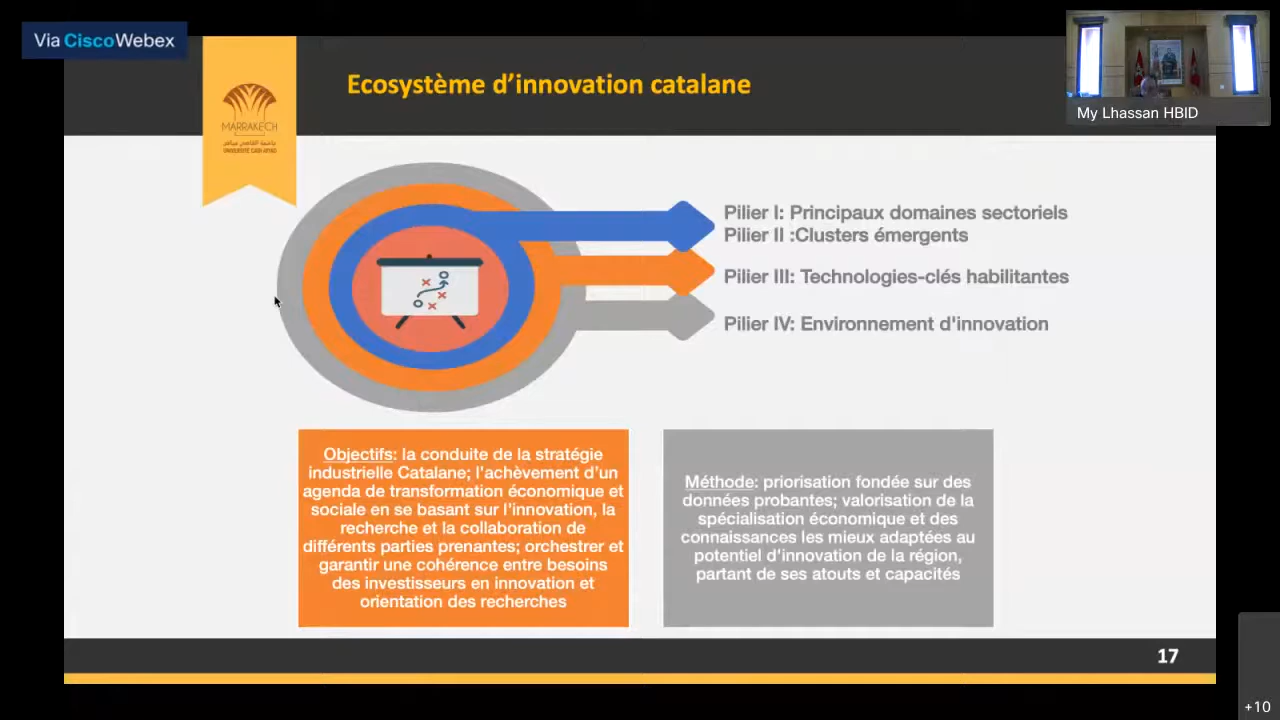 Via Cisco Webex
Ecosystème d’innovation catalane
My Lhassan HBID
MARRAKECH
UNIVERSITÉ CADI AYYAD
Pilier I: Principaux domaines sectoriels
Pilier II :Clusters émergents
Pilier III: Technologies-clés habilitantes
Pilier IV: Environnement d'innovation
Objectifs: la conduite de la stratégie
industrielle Catalane; l’achèvement d’un
agenda de transformation économique et
sociale en se basant sur l’innovation, la
recherche et la collaboration de
différents parties prenantes; orchestrer et
garantir une cohérence entre besoins
des investisseurs en innovation et
orientation des recherches
Méthode: priorisation fondée sur des
données probantes; valorisation de la
spécialisation économique et des
connaissances les mieux adaptées au
potentiel d’innovation de la région,
partant de ses atouts et capacités
17
+10